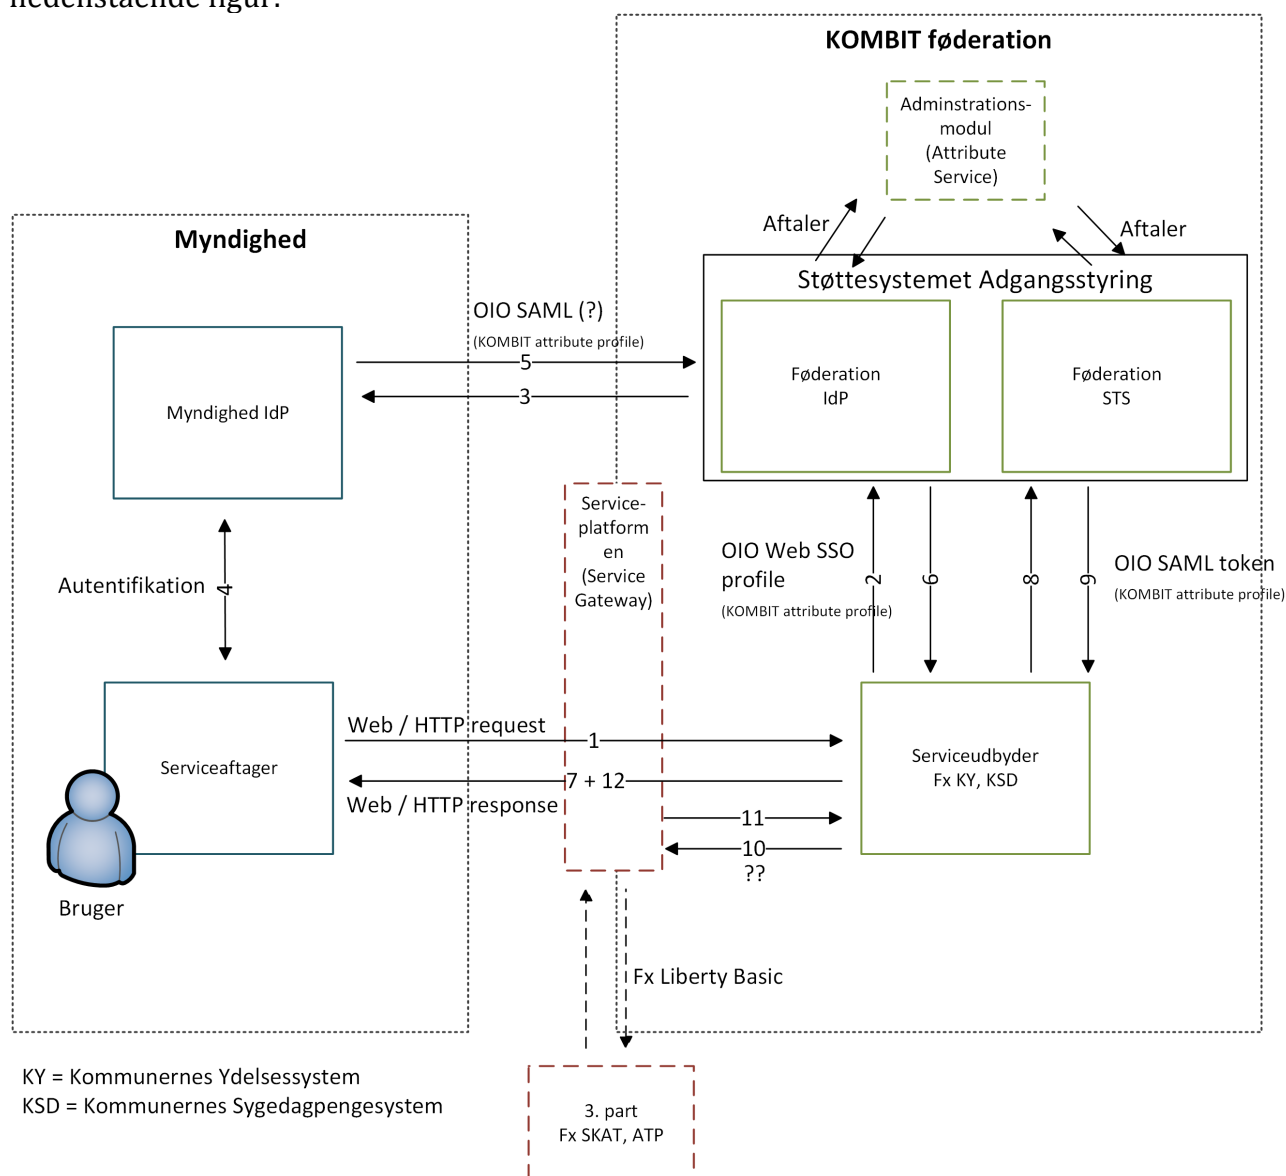 nedenstående figur:
KOMBIT føderation
Adminstrations-
modul
(Attribute
Service)
Aftaler
Aftaler
Myndighed
Støttesystemet Adgangsstyring
OIO SAML (?)
(KOMBIT attribute profile)
5
3
Myndighed IdP
Føderation
IdP
Føderation
STS
Service-
platform
en
(Service
Gateway)
Autentifikation
4
OIO Web SSO
profile
(KOMBIT attribute profile)
2
6
8
9
OIO SAML token
(KOMBIT attribute profile)
Web / HTTP request
1
Serviceaftager
7 + 12
Web / HTTP response
Serviceudbyder
Fx KY, KSD
11
10
??
Bruger
Fx Liberty Basic
KY = Kommunernes Ydelsessystem
KSD = Kommunernes Sygedagpengesystem
3. part
Fx SKAT, ATP